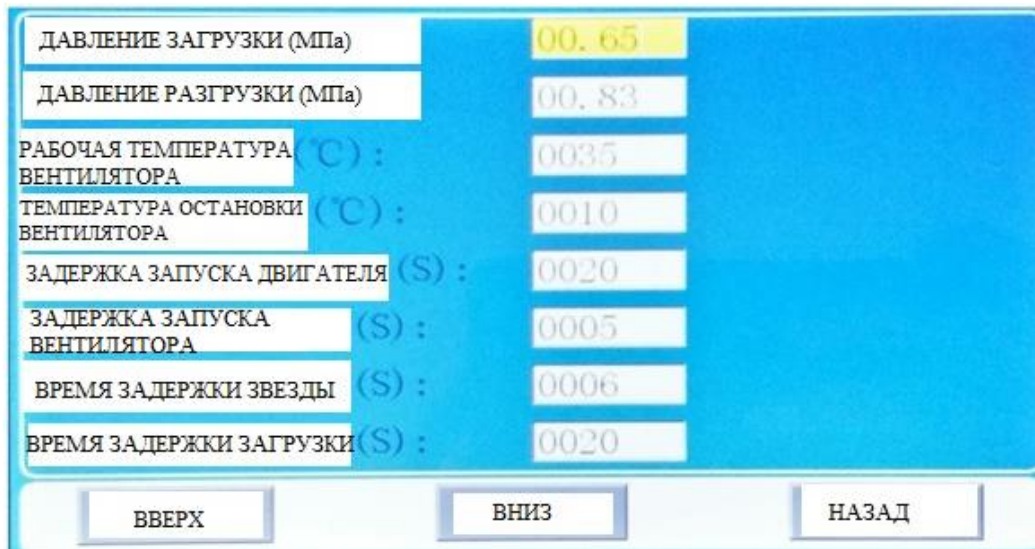 ДАВЛЕНИЕ ЗАГРУЗКИ (МПа) 00. 65
ДАВЛЕНИЕ РАЗГРУЗКИ (МПа) 00. 83
РАБОЧАЯ ТЕМПЕРАТУРА (℃) : 0035
ВЕНТИЛЯТОРА
ТЕМПЕРАТУРА ОСТАНОВКИ (℃) : 0010
ВЕНТИЛЯТОРА
ЗАДЕРЖКА ЗАПУСКА ДВИГАТЕЛЯ (S) : 0020
ЗАДЕРЖКА ЗАПУСКА (S) : 0005
ВЕНТИЛЯТОРА
ВРЕМЯ ЗАДЕРЖКИ ЗВЕЗДЫ (S) : 0006
ВРЕМЯ ЗАДЕРЖКИ ЗАГРУЗКИ (S) : 0020
ВВЕРХ ВНИЗ НАЗАД